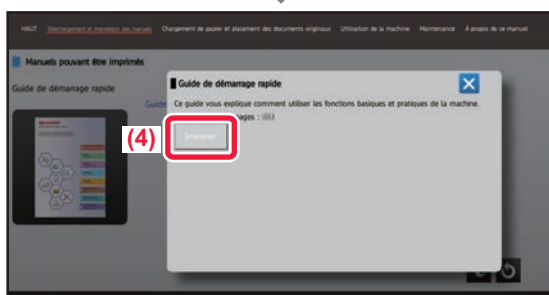 HAUT Téléchargement et impression des manuels Chargement de papier et placement des documents originaux Utilisation de la machine Maintenance À propos de ce manuel
Manuels pouvant être imprimés
Guide de démarrage rapide
Guide de démarrage rapide
Guide
Ce guide vous explique comment utiliser les fonctions basiques et pratiques de la machine.
ages :
(4)
Imprimer